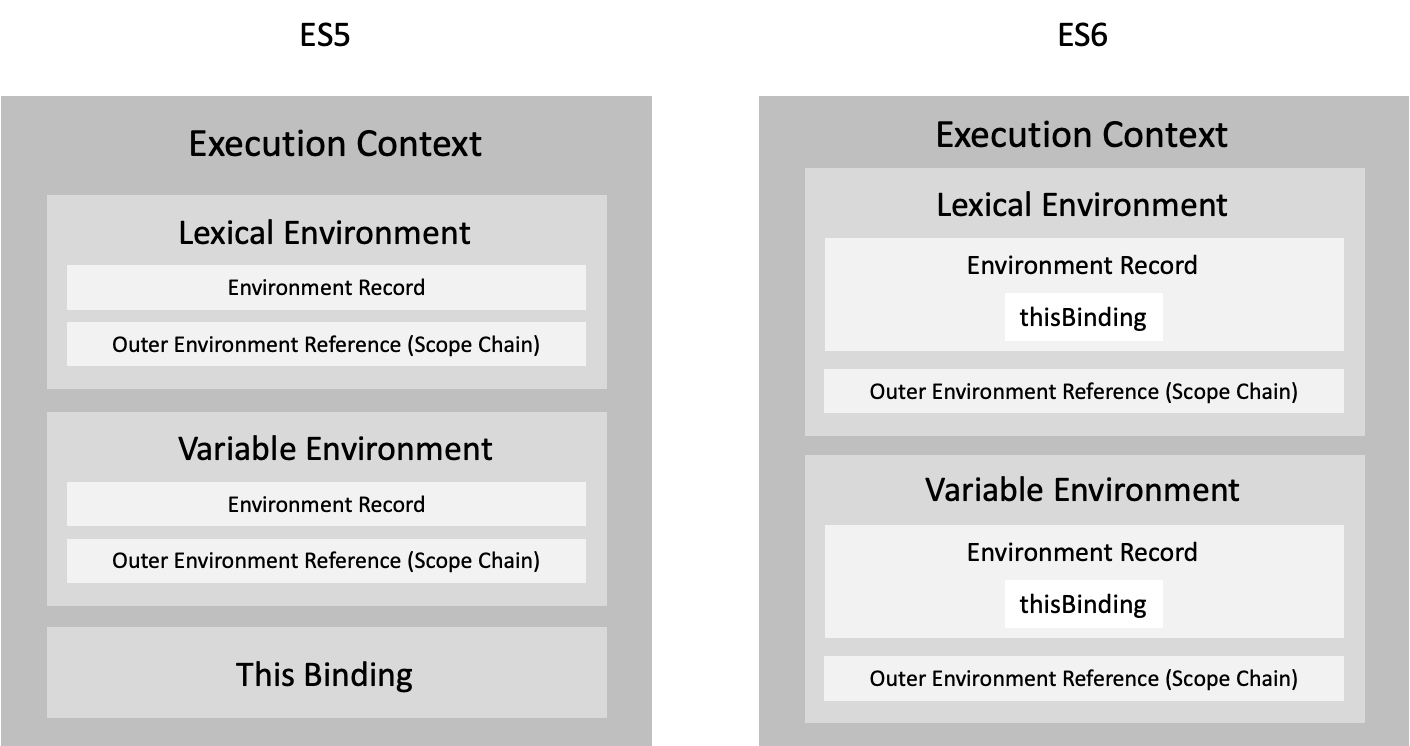 ES5
Execution Context
Lexical Environment
Environment Record
Outer Environment Reference (Scope Chain)
Variable Environment
Environment Record
Outer Environment Reference (Scope Chain)
This Binding
ES6
Execution Context
Lexical Environment
Environment Record
thisBinding
Outer Environment Reference (Scope Chain)
Variable Environment
Environment Record
thisBinding
Outer Environment Reference (Scope Chain)